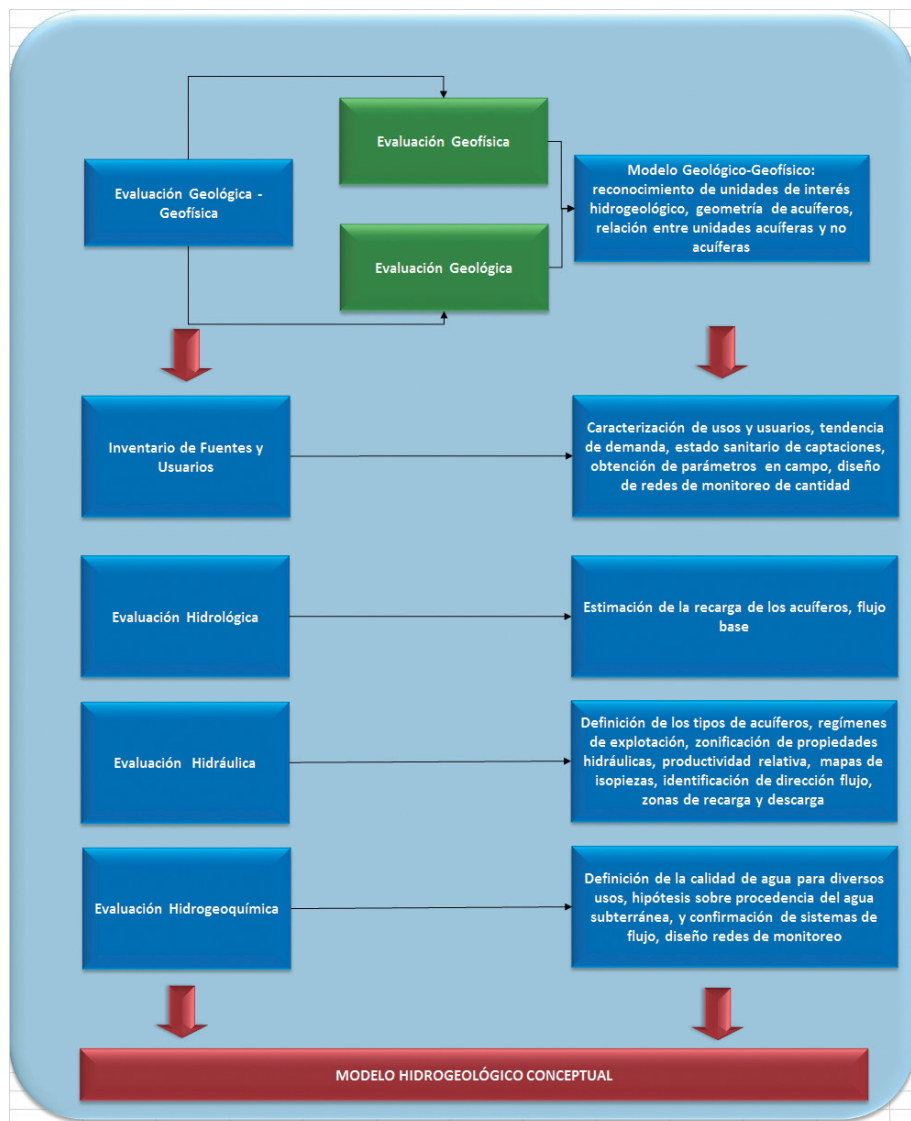 Evaluación Geofísica
Evaluación Geológica -
Geofísica
Modelo Geológico-Geofísico:
reconocimiento de unidades de interés
hidrogeológico, geometría de acuíferos,
relación entre unidades acuíferas y no
acuíferas
Evaluación Geológica
Inventario de Fuentes y
Usuarios
Caracterización de usos y usuarios, tendencia
de demanda, estado sanitario de captaciones,
obtención de parámetros en campo, diseño
de redes de monitoreo de cantidad
Evaluación Hidrológica
Estimación de la recarga de los acuíferos, flujo
base
Evaluación Hidráulica
Definición de los tipos de acuíferos, regímenes
de explotación, zonificación de propiedades
hidráulicas, productividad relativa, mapas de
isopiezas, identificación de dirección flujo,
zonas de recarga y descarga
Evaluación Hidrogeoquímica
Definición de la calidad de agua para diversos
usos, hipótesis sobre procedencia del agua
subterránea, y confirmación de sistemas de
flujo, diseño redes de monitoreo
MODELO HIDROGEOLÓGICO CONCEPTUAL